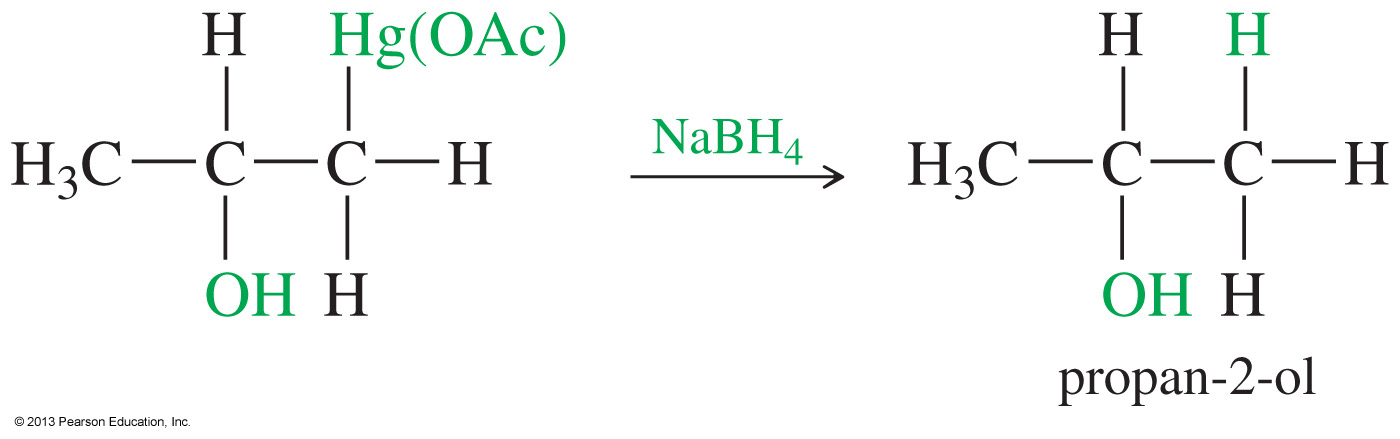 H Hg(OAc) H H
NaBH₄
H₃C—C—C—H H₃C—C—C—H
OH H OH H
propan-2-ol
© 2013 Pearson Education, Inc.